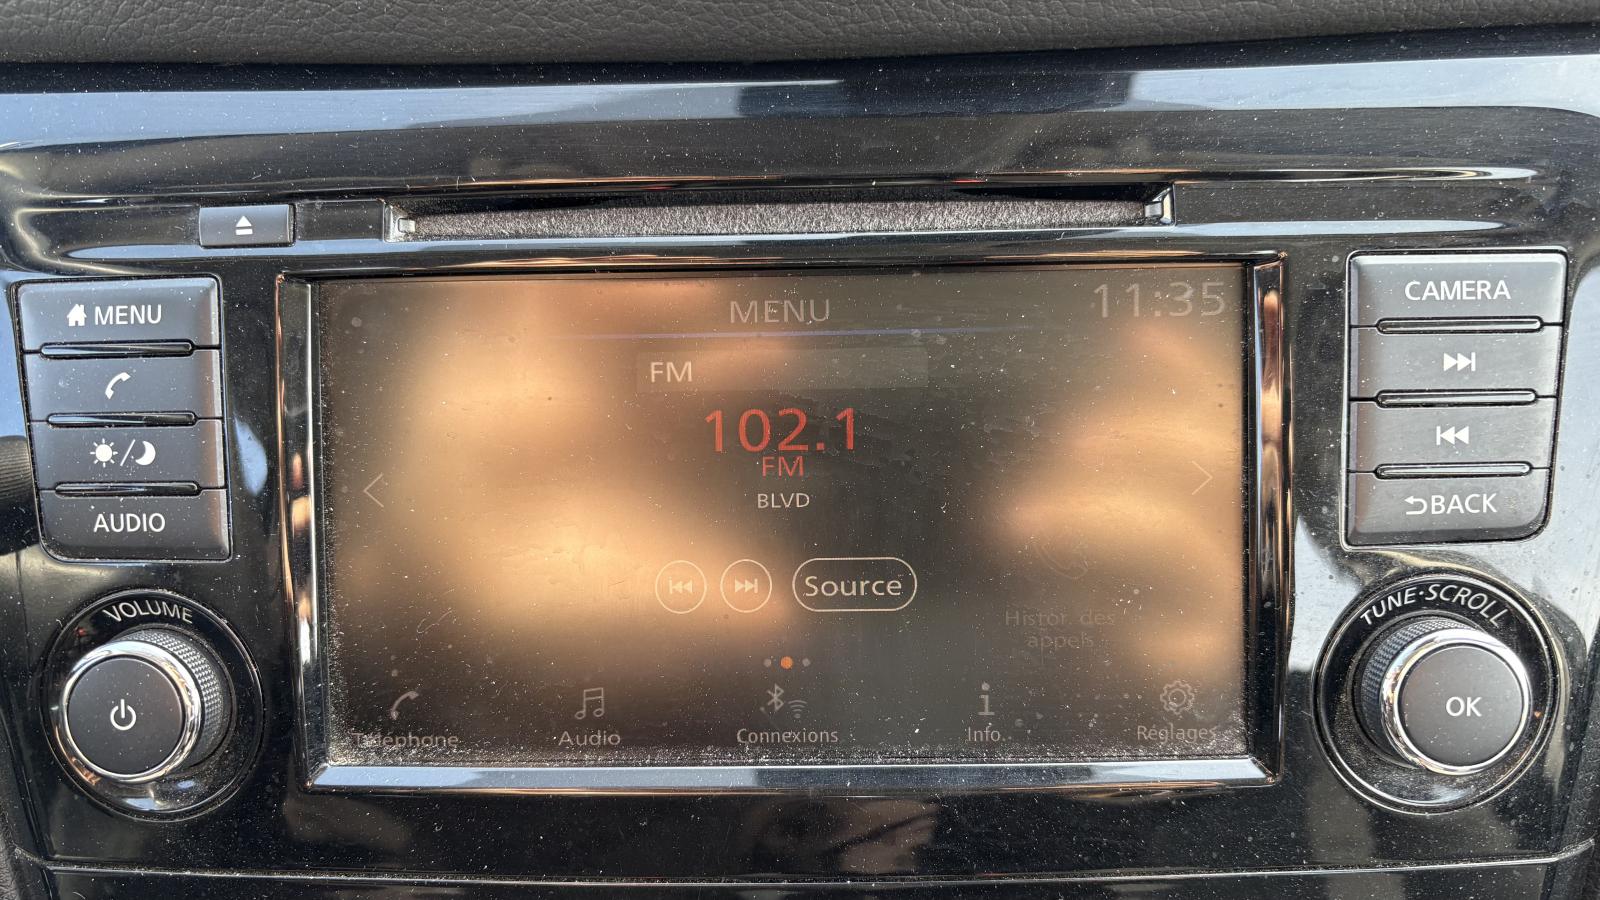 MENU
AUDIO
VOLUME
MENU
11:35
FM
102.1
FM
BLVD
Source
Histor. des
appels
Téléphone
Audio
Connexions
Info.
Réglages
CAMERA
BACK
TUNE·SCROLL
OK